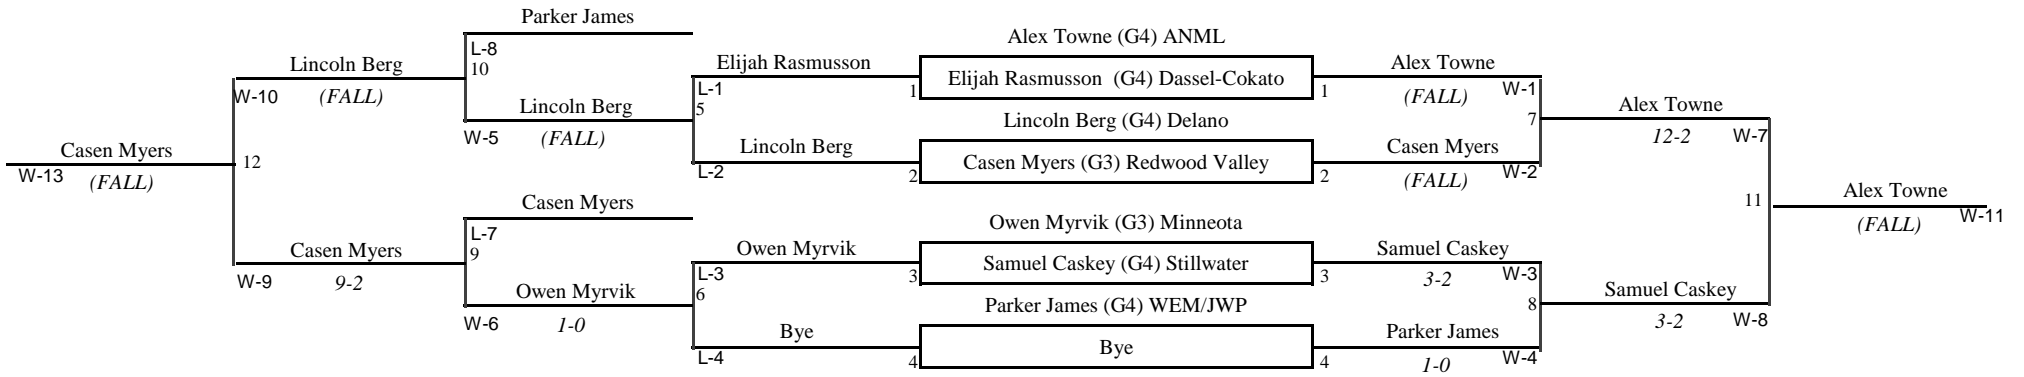 Parker James
L-8
10
Lincoln Berg
W-10
(FALL)
Elijah Rasmusson
L-1
1
5
Lincoln Berg
W-5
(FALL)
Lincoln Berg
L-2
2
Casen Myers
W-13
(FALL)
12
Casen Myers
L-7
9
Casen Myers
W-9
9-2
Owen Myrvik
W-6
1-0
Owen Myrvik
L-3
3
6
Bye
L-4
4
Alex Towne (G4) ANML
Elijah Rasmusson (G4) Dassel-Cokato
Lincoln Berg (G4) Delano
Casen Myers (G3) Redwood Valley
Owen Myrvik (G3) Minneota
Samuel Caskey (G4) Stillwater
Parker James (G4) WEM/JWP
Bye
Alex Towne
1
(FALL)
W-1
7
Casen Myers
2
(FALL)
W-2
Samuel Caskey
3
3-2
W-3
8
Parker James
4
1-0
W-4
Alex Towne
12-2
W-7
11
Samuel Caskey
3-2
W-8
Alex Towne
(FALL)
W-11